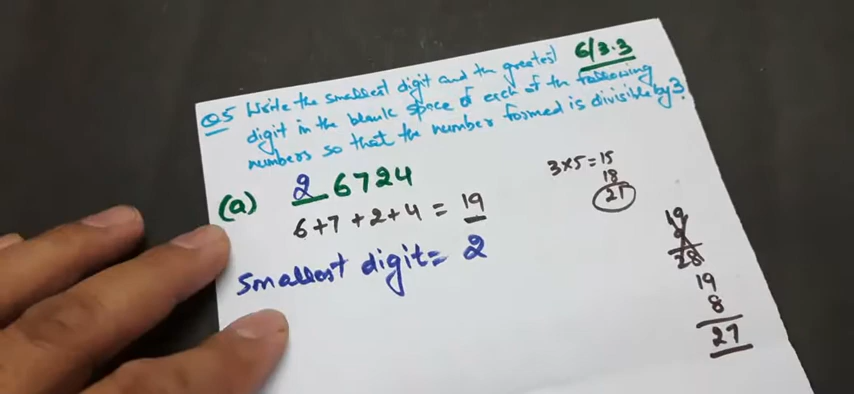 6/3.3
Q5 Write the smallest digit and the greatest
digit in the blank space of each of the following
numbers so that the number formed is divisible by 3.
(a) 2 6724
6+7+2+4 = 19
Smallest digit = 2
3×5=15
18
21
19
9
28
19
8
27